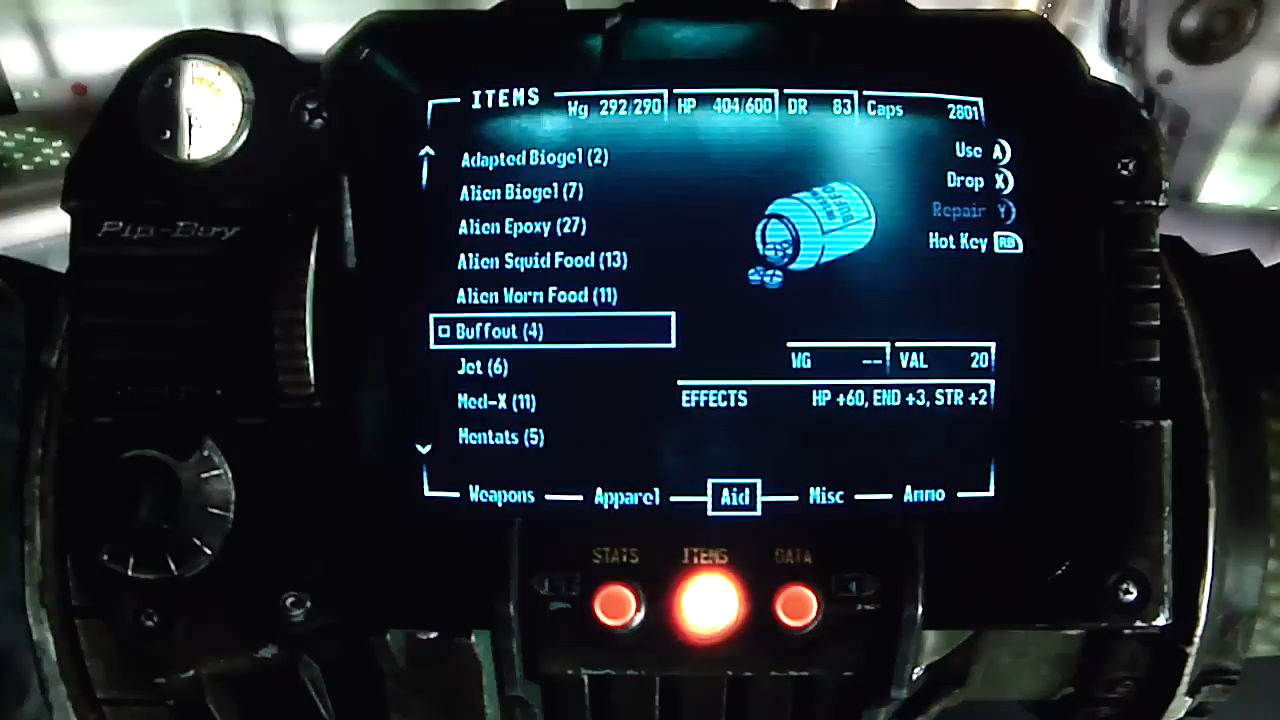 ITEMS Wg 292/290 HP 404/600 DR 83 Caps 2801
Adapted Biogel (2)
Alien Biogel (7)
Alien Epoxy (27)
Alien Squid Food (13)
Alien Worm Food (11)
Buffout (4)
Jet (6)
Med-X (11)
Mentats (5)
Use A)
Drop X)
Repair Y)
Hot Key RB
BUFFOUT
WG -- VAL 20
EFFECTS HP +60, END +3, STR +2
Weapons Apparel Aid Misc Ammo
Pip-Boy
STATS ITEMS DATA